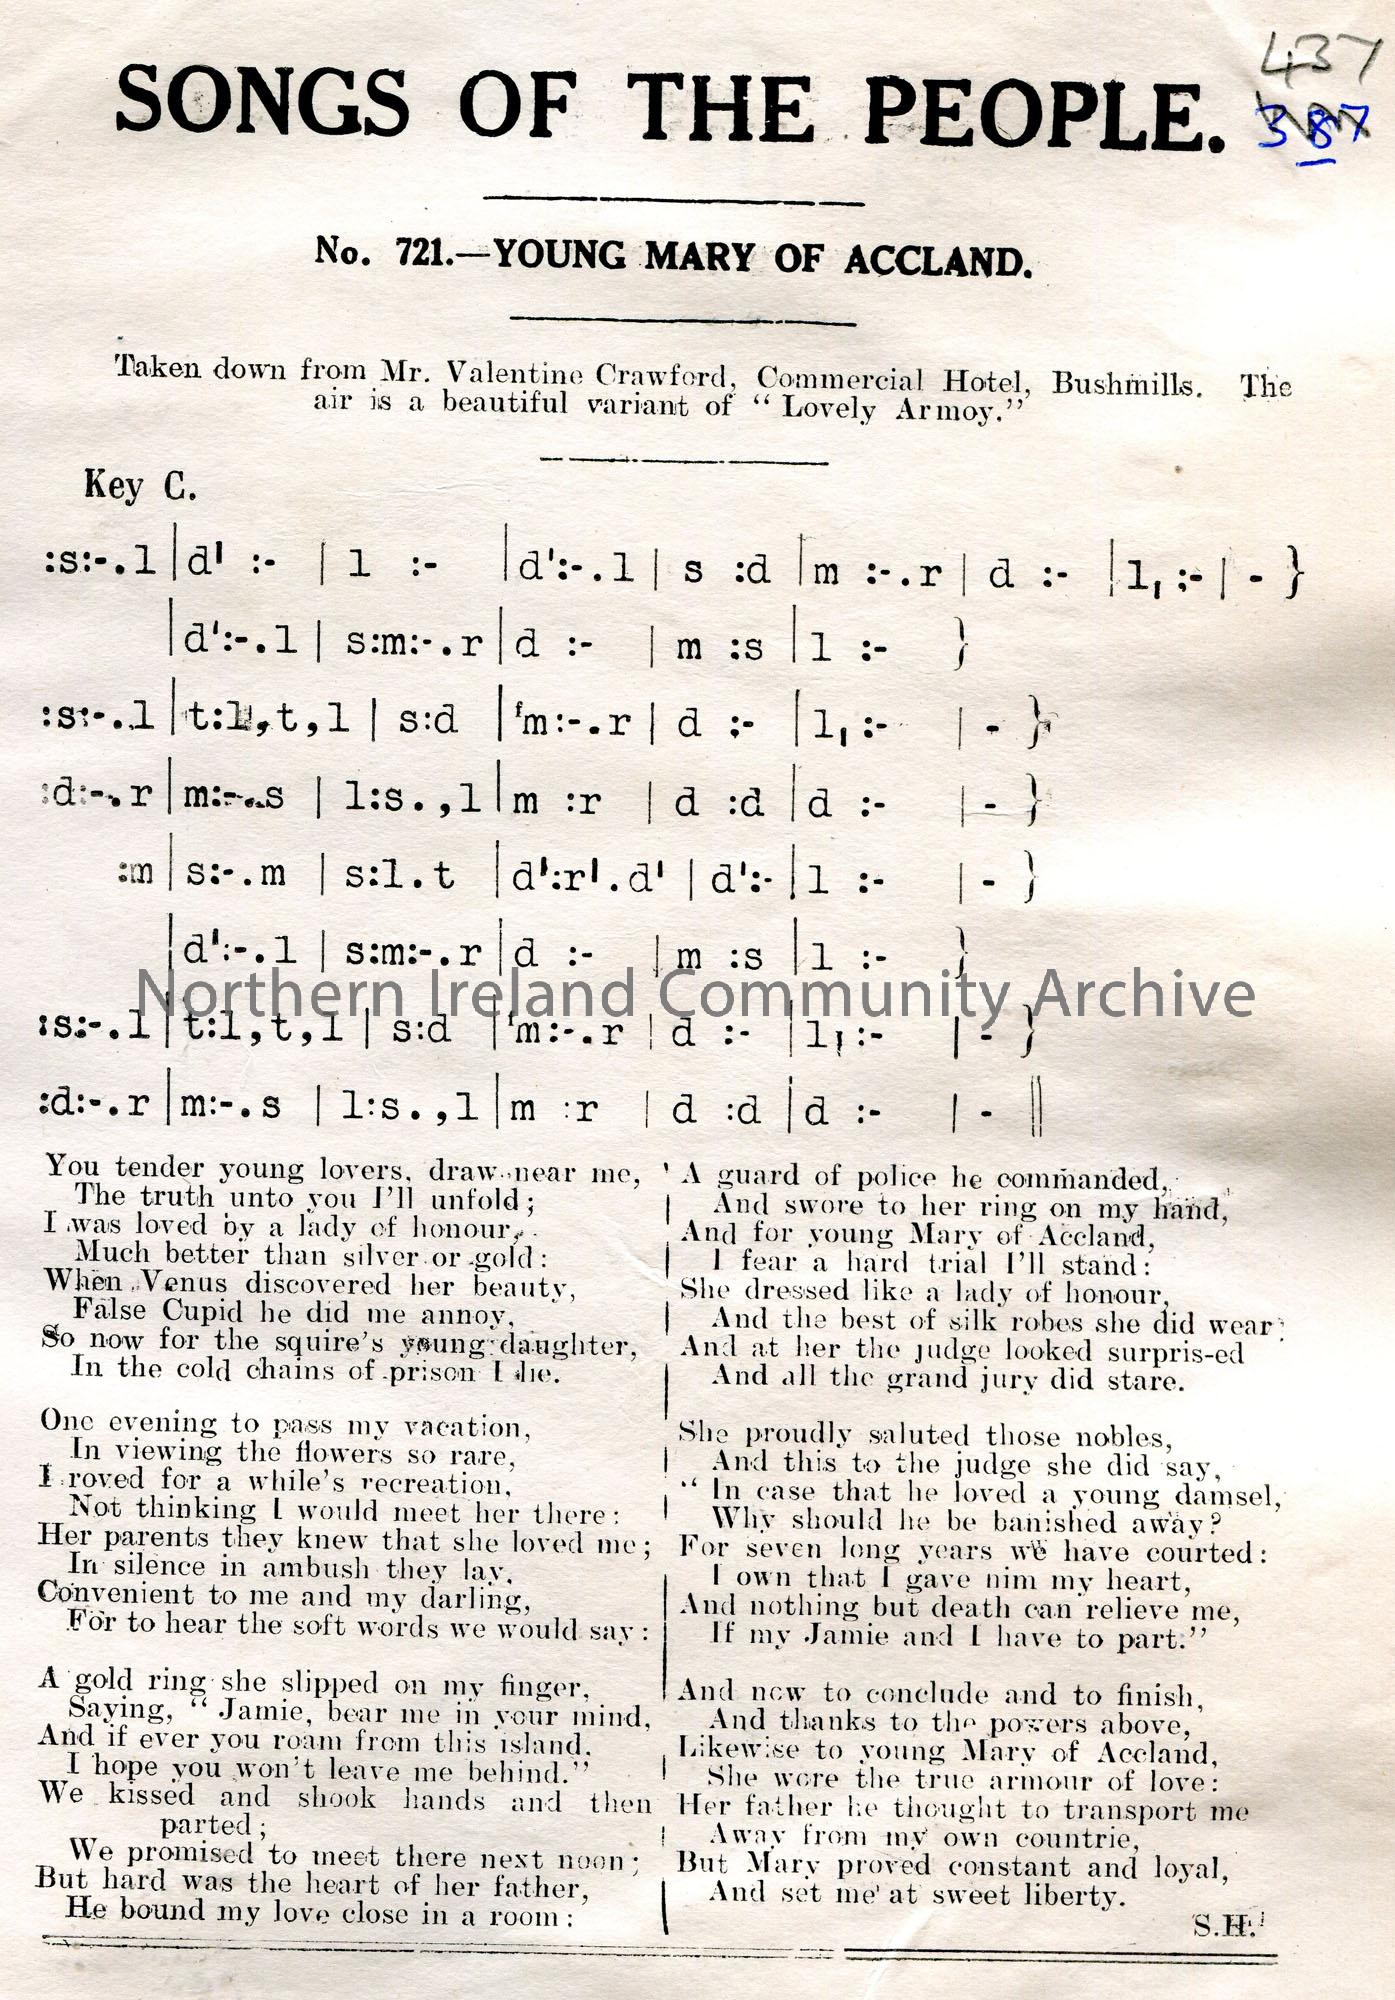 437
387
SONGS OF THE PEOPLE.
No. 721.—YOUNG MARY OF ACCLAND.
Taken down from Mr. Valentine Crawford, Commercial Hotel, Bushmills. The
air is a beautiful variant of “ Lovely Armoy.”
Key C.
:s:-.l |d' :- | l :- |d':-.l | s :d |m :-.r | d :- |l, :- | - }
|d':-.l | s:m:-.r |d :- | m :s |l :- }
:s:-.l |t:l,t,l | s:d |'m:-.r | d :- |l, :- | - }
:d:-.r |m:-.s | l:s.,l |m :r | d :d |d :- | - }
:m |s:-.m | s:l.t |d':r'.d' | d':- |l :- | - }
|d':-.l | s:m:-.r |d :- | m :s |l :- }
Northern Ireland Community Archive
:s:-.l |t:l,t,l | s:d |'m:-.r | d :- |l, :- | - }
:d:-.r |m:-.s | l:s.,l |m :r | d :d |d :- | - ||
You tender young lovers, draw near me,
The truth unto you I'll unfold ;
I was loved by a lady of honour,
Much better than silver or gold :
When Venus discovered her beauty,
False Cupid he did me annoy,
So now for the squire's young daughter,
In the cold chains of prison I lie.
One evening to pass my vacation,
In viewing the flowers so rare,
I roved for a while's recreation,
Not thinking I would meet her there :
Her parents they knew that she loved me ;
In silence in ambush they lay,
Convenient to me and my darling,
For to hear the soft words we would say :
A gold ring she slipped on my finger,
Saying, “ Jamie, bear me in your mind,
And if ever you roam from this island,
I hope you won't leave me behind.”
We kissed and shook hands and then
parted ;
We promised to meet there next noon ;
But hard was the heart of her father,
He bound my love close in a room :
A guard of police he commanded,
And swore to her ring on my hand,
And for young Mary of Accland,
I fear a hard trial I'll stand :
She dressed like a lady of honour,
And the best of silk robes she did wear :
And at her the judge looked surpris-ed
And all the grand jury did stare.
She proudly saluted those nobles,
And this to the judge she did say,
“ In case that he loved a young damsel,
Why should he be banished away?
For seven long years we have courted :
I own that I gave him my heart,
And nothing but death can relieve me,
If my Jamie and I have to part.”
And now to conclude and to finish,
And thanks to the powers above,
Likewise to young Mary of Accland,
She wore the true armour of love :
Her father he thought to transport me
Away from my own countrie,
But Mary proved constant and loyal,
And set me at sweet liberty.
S.H.